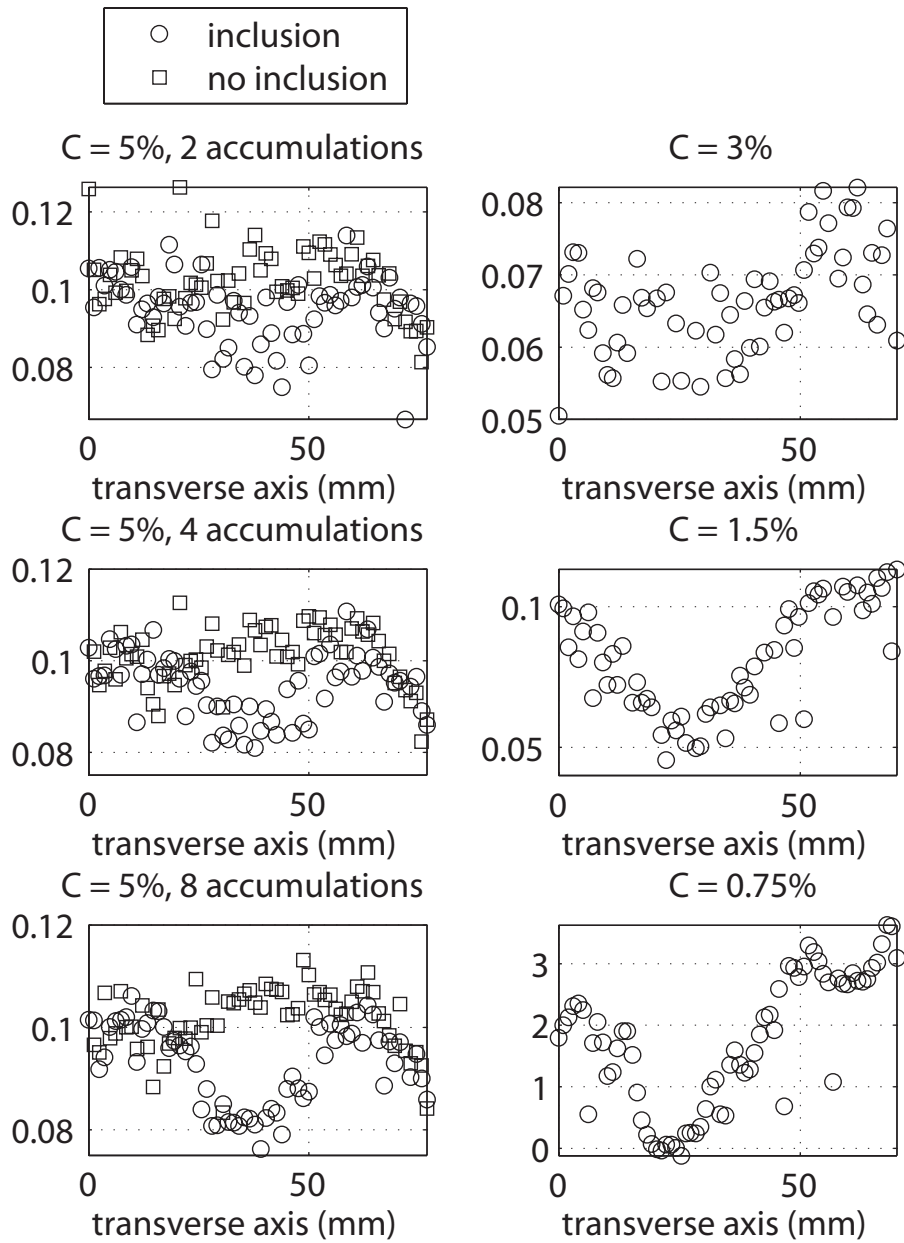 inclusion
no inclusion
C = 5%, 2 accumulations
0.12
0.1
0.08
0 50
transverse axis (mm)
C = 3%
0.08
0.07
0.06
0.05
0 50
transverse axis (mm)
C = 5%, 4 accumulations
0.12
0.1
0.08
0 50
transverse axis (mm)
C = 1.5%
0.1
0.05
0 50
transverse axis (mm)
C = 5%, 8 accumulations
0.12
0.1
0.08
0 50
transverse axis (mm)
C = 0.75%
3
2
1
0
0 50
transverse axis (mm)